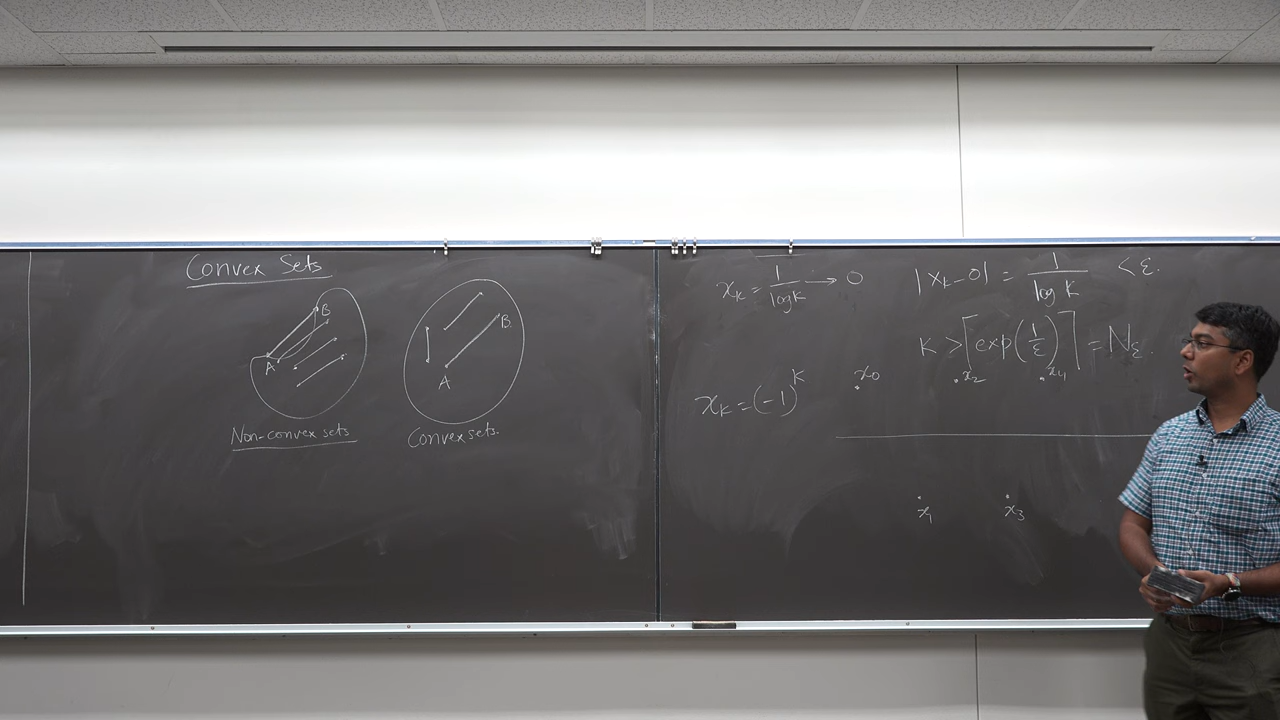 Convex Sets
B
A
Non-convex sets
B
A
Convex sets.
x_k = 1/log k → 0
|x_k - 0| = 1/log k < ε.
k > ⌈exp(1/ε)⌉ = N_ε.
x_k = (-1)^k
x_0
x_2
x_4
x_1
x_3